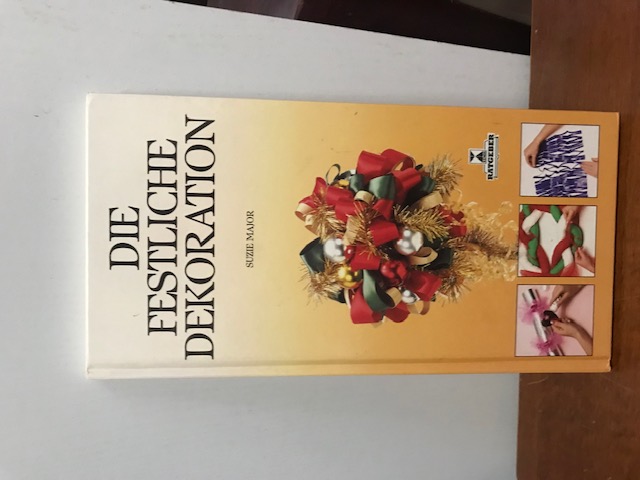 DIE
FESTLICHE
DEKORATION
SUZIE MAJOR
RATGEBER